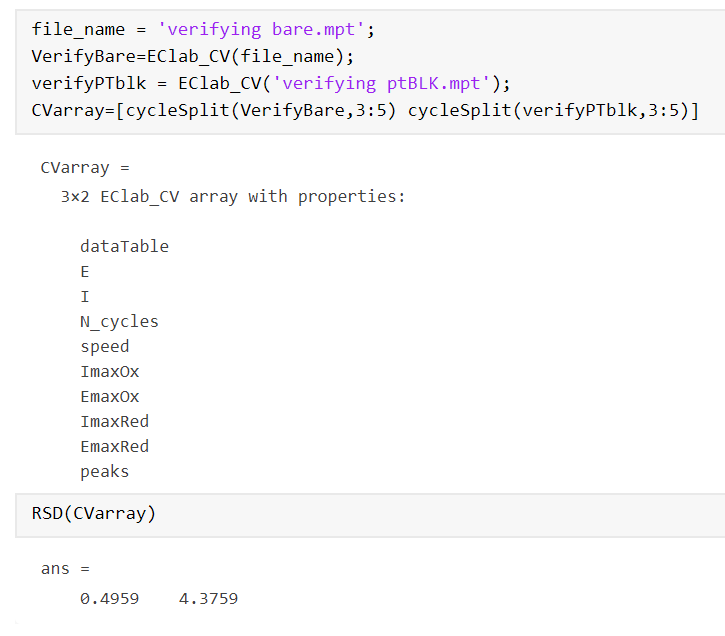 file_name = 'verifying bare.mpt';
VerifyBare=EClab_CV(file_name);
verifyPTblk = EClab_CV('verifying ptBLK.mpt');
CVarray=[cycleSplit(VerifyBare,3:5) cycleSplit(verifyPTblk,3:5)]
CVarray =
3×2 EClab_CV array with properties:
dataTable
E
I
N_cycles
speed
ImaxOx
EmaxOx
ImaxRed
EmaxRed
peaks
RSD(CVarray)
ans =
0.4959    4.3759